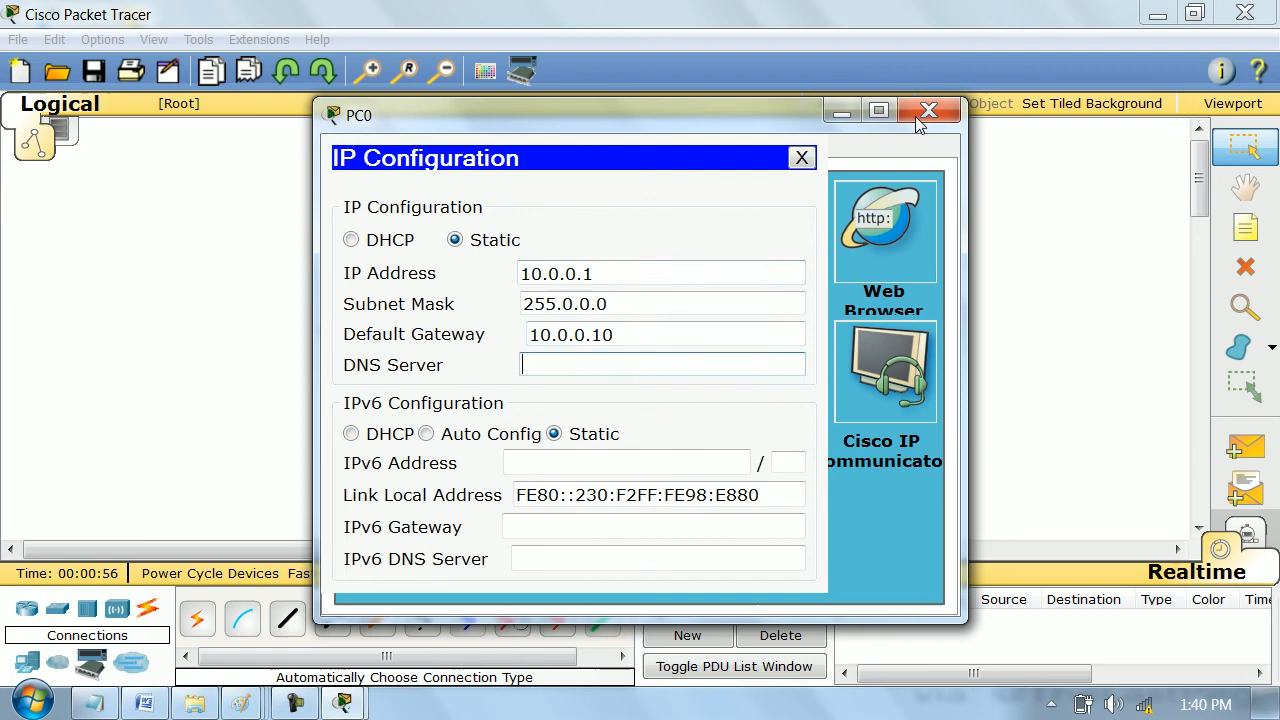 Cisco Packet Tracer
File Edit Options View Tools Extensions Help
Logical [Root] Object Set Tiled Background Viewport
PC0
IP Configuration X
IP Configuration
DHCP Static
IP Address 10.0.0.1
Subnet Mask 255.0.0.0
Default Gateway 10.0.0.10
DNS Server
IPv6 Configuration
DHCP Auto Config Static
IPv6 Address /
Link Local Address FE80::230:F2FF:FE98:E880
IPv6 Gateway
IPv6 DNS Server
http:
Web
Browser
Cisco IP
ommunicato
Time: 00:00:56 Power Cycle Devices Fas
Realtime
Connections
Automatically Choose Connection Type
New Delete
Toggle PDU List Window
Source Destination Type Color Time
1:40 PM